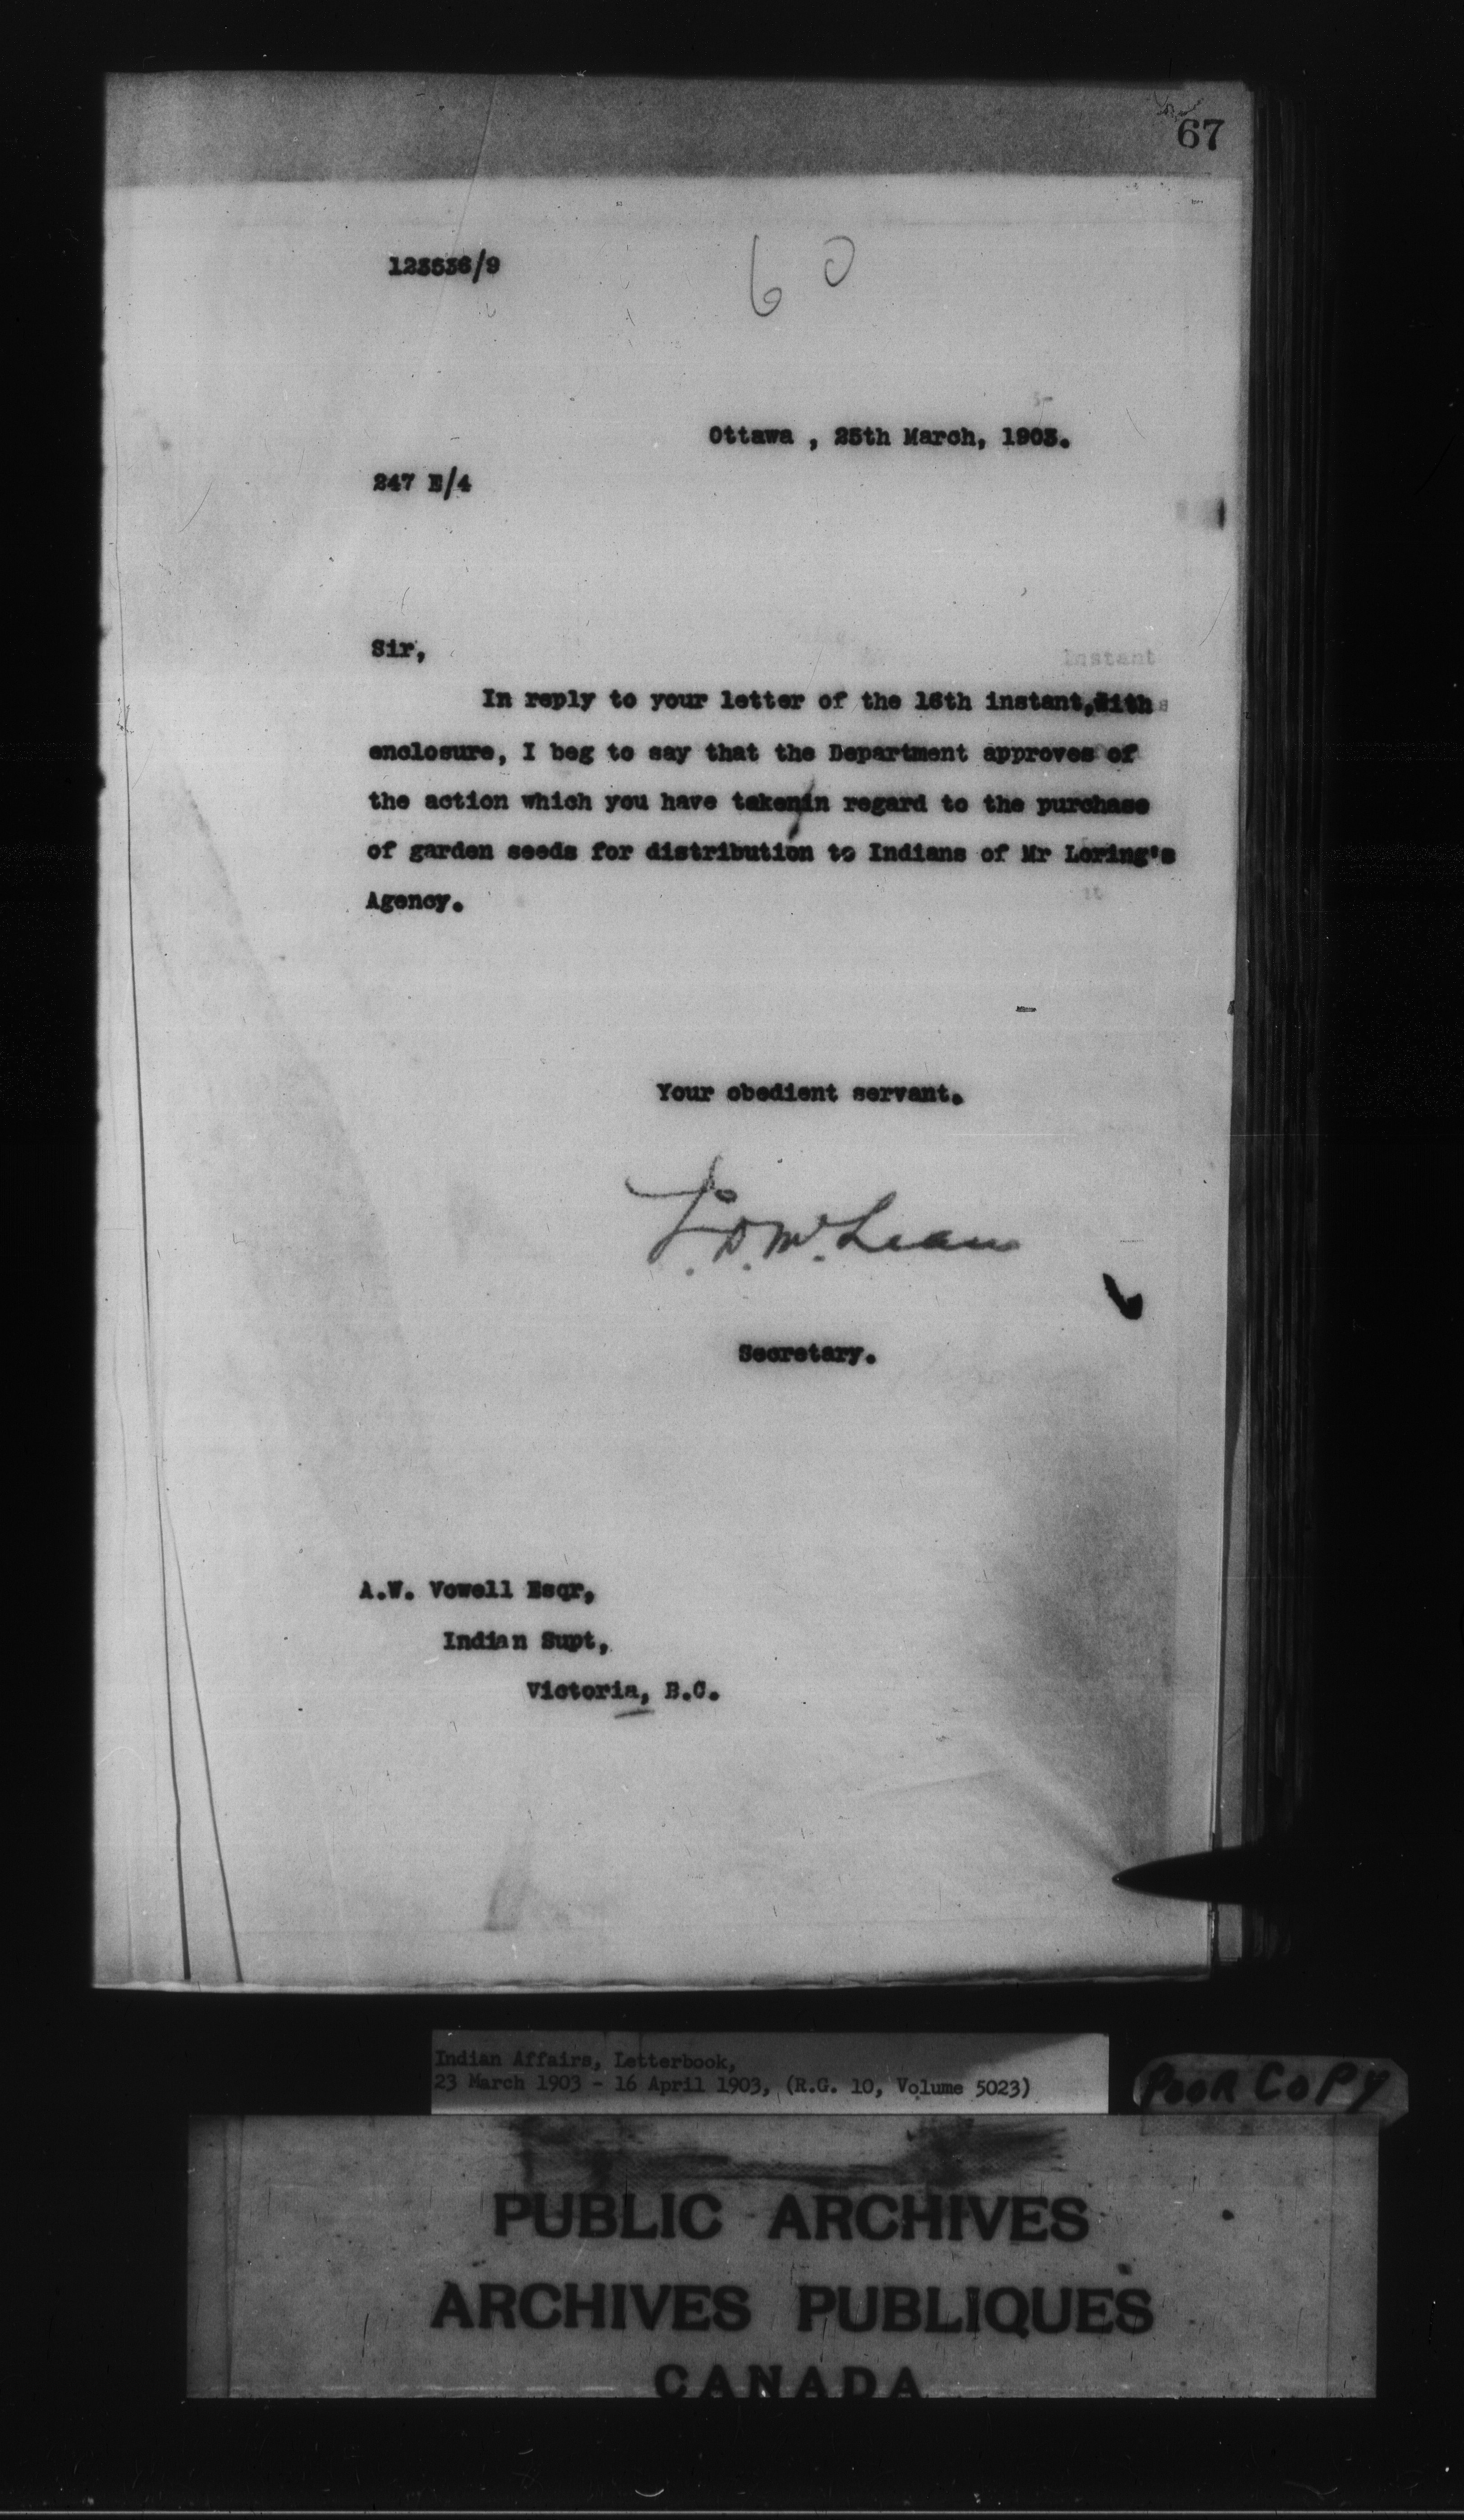 67
123536/9
60
Ottawa , 25th March, 1903.
247 E/4
Sir,
In reply to your letter of the 16th instant,with
enclosure, I beg to say that the Department approves of
the action which you have taken in regard to the purchase
of garden seeds for distribution to Indians of Mr Loring's
Agency.
Your obedient servant.
J.D. McLean
Secretary.
A.W. Vowell Esqr,
Indian Supt,
Victoria, B.C.
Indian Affairs, Letterbook,
23 March 1903 - 16 April 1903, (R.G. 10, Volume 5023)
POOR COPY
PUBLIC ARCHIVES
ARCHIVES PUBLIQUES
CANADA